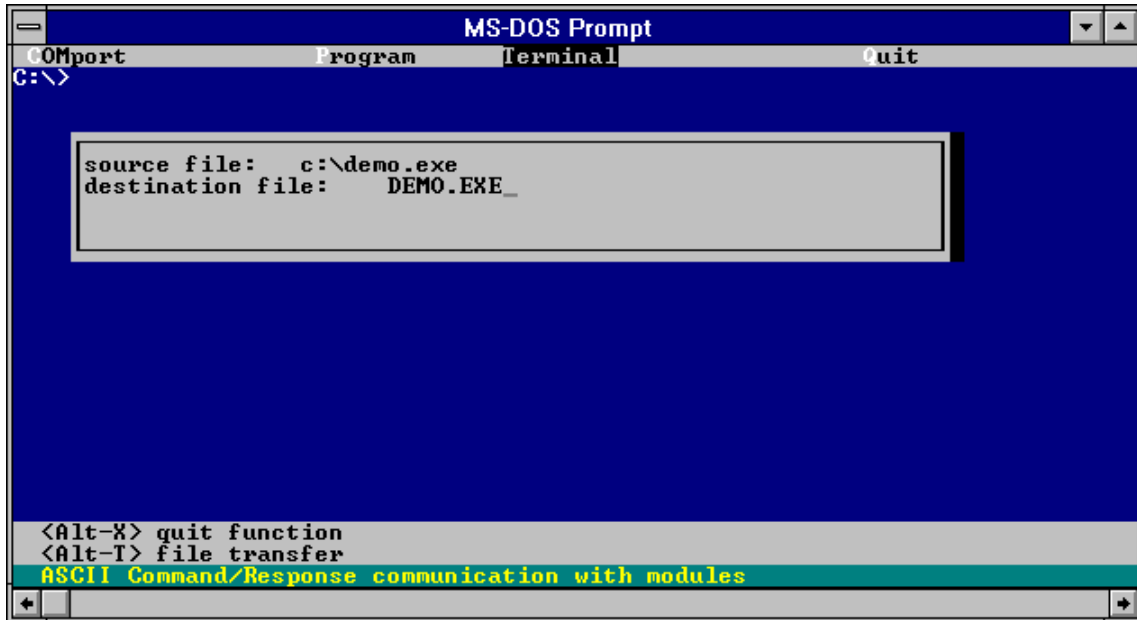 MS-DOS Prompt
COMport Program Terminal Quit
C:\>
source file: c:\demo.exe
destination file: DEMO.EXE_
<Alt-X> quit function
<Alt-T> file transfer
ASCII Command/Response communication with modules